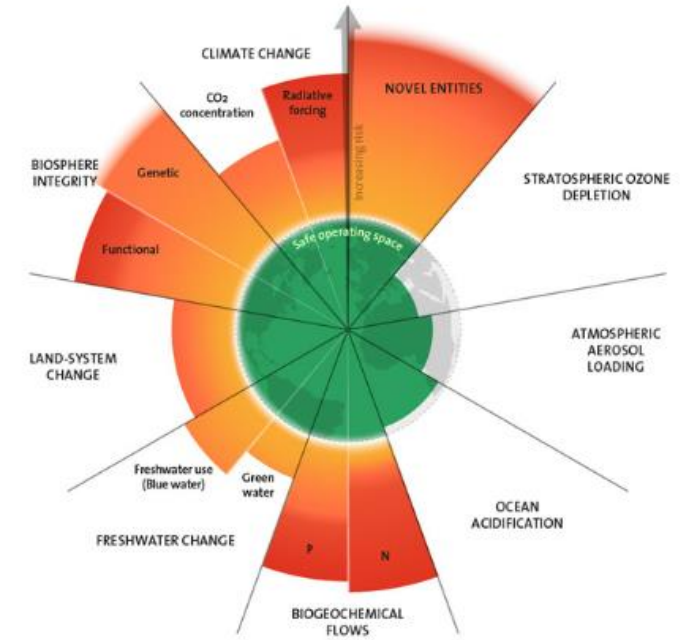 CLIMATE CHANGE
CO2
concentration
Radiative
forcing
NOVEL ENTITIES
Increasing risk
BIOSPHERE
INTEGRITY
Genetic
Functional
STRATOSPHERIC OZONE
DEPLETION
Safe operating space
ATMOSPHERIC
AEROSOL
LOADING
LAND-SYSTEM
CHANGE
Freshwater use
(Blue water)
Green
water
FRESHWATER CHANGE
OCEAN
ACIDIFICATION
P
N
BIOGEOCHEMICAL
FLOWS